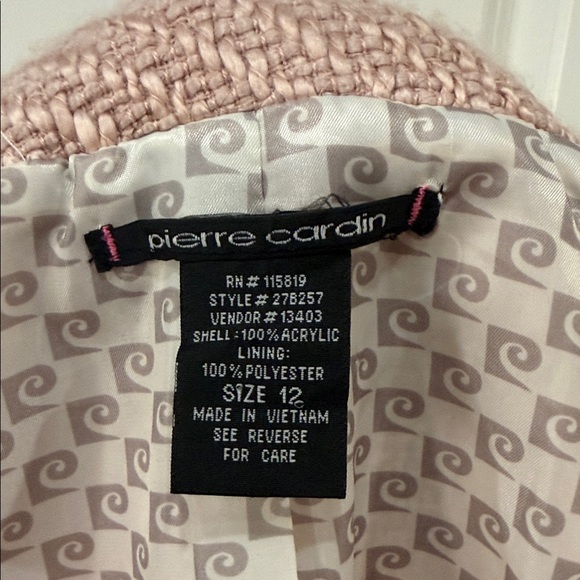 pierre cardin
RN# 115819
STYLE# 27B257
VENDOR#13403
SHELL:100%ACRYLIC
LINING:
100%POLYESTER
SIZE 12
MADE IN VIETNAM
SEE REVERSE
FOR CARE